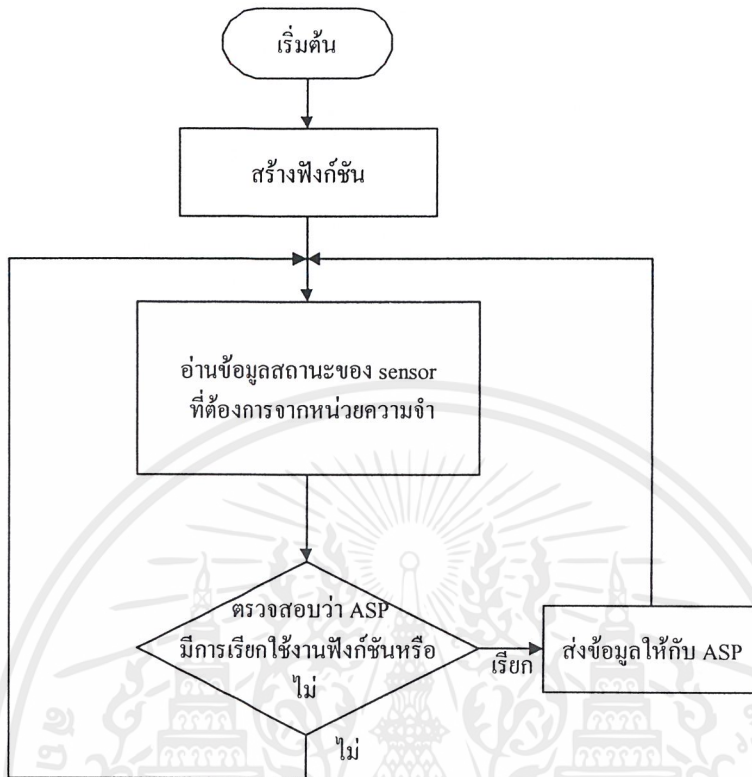 เริ่มต้น
สร้างฟังก์ชัน
อ่านข้อมูลสถานะของ sensor
ที่ต้องการจากหน่วยความจำ
ตรวจสอบว่า ASP
มีการเรียกใช้งานฟังก์ชันหรือ
ไม่
เรียก
ส่งข้อมูลให้กับ ASP
ไม่